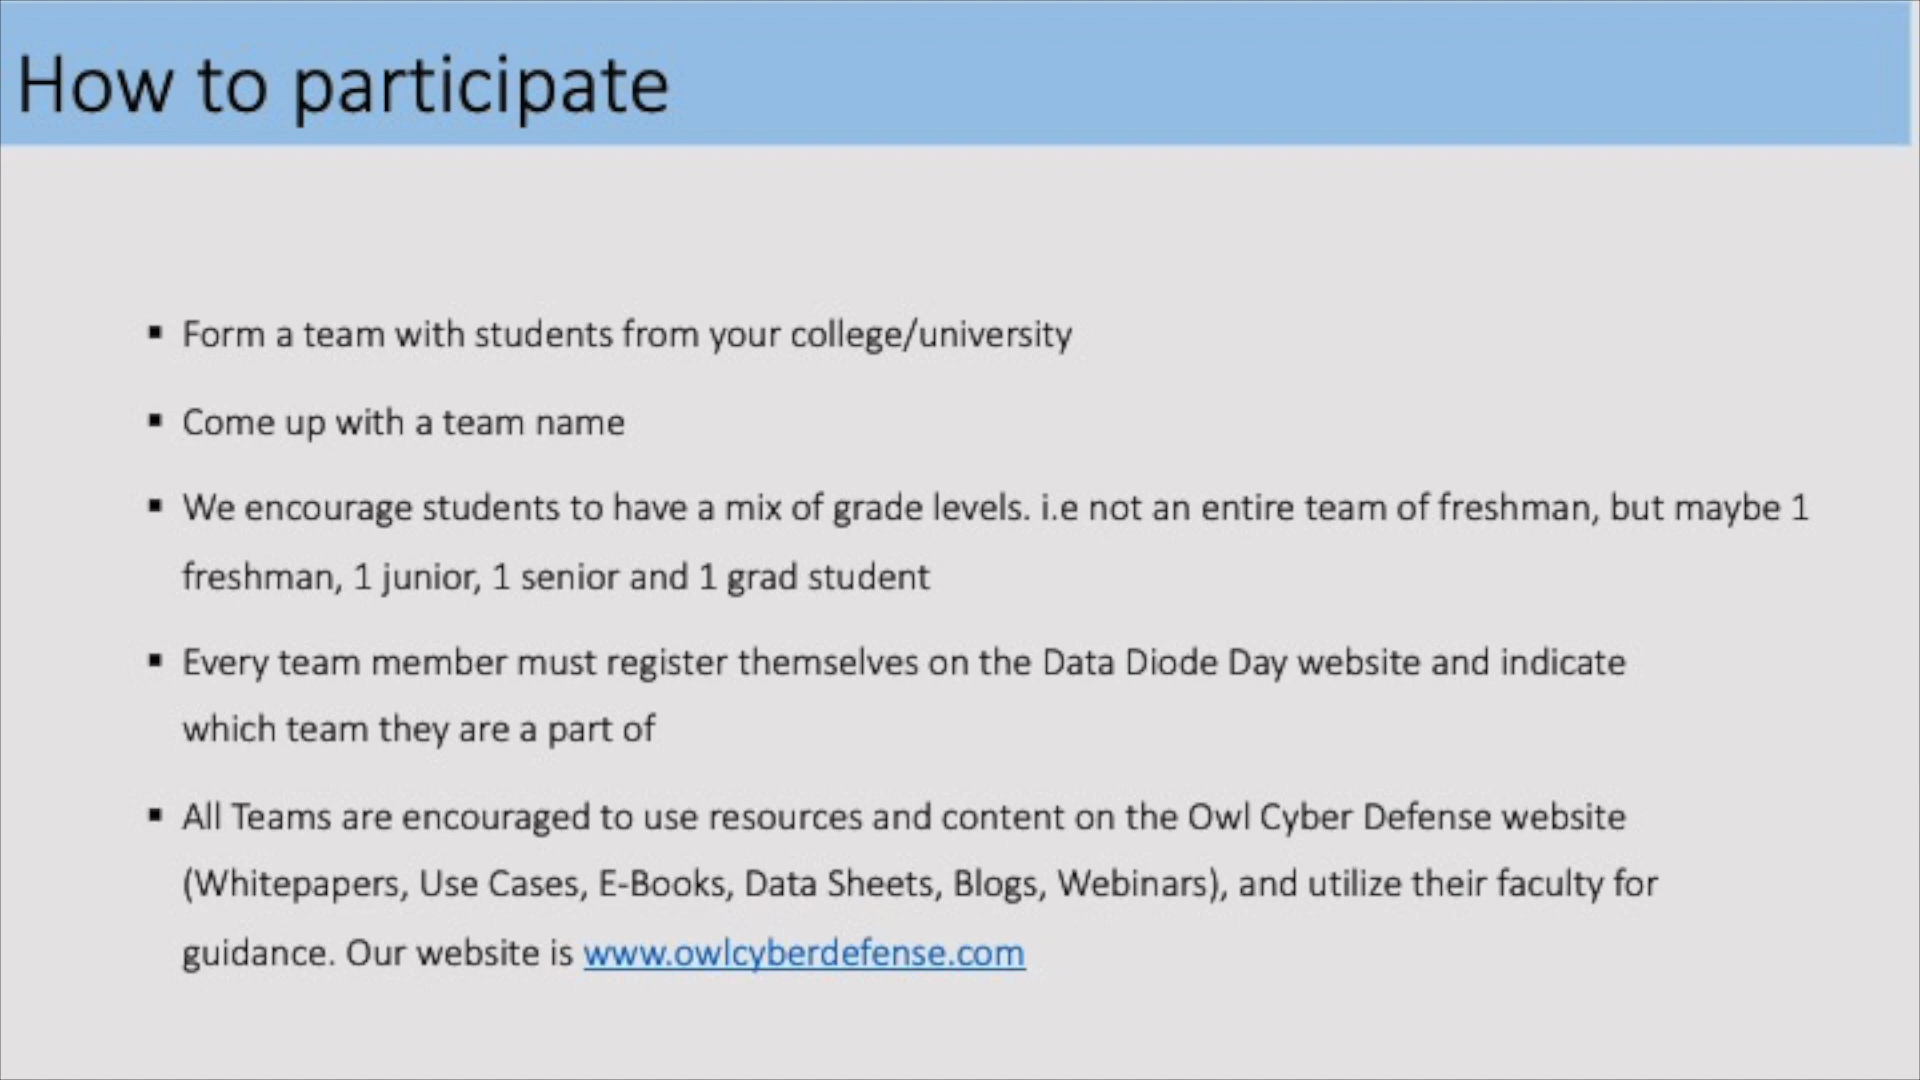 How to participate
▪ Form a team with students from your college/university
▪ Come up with a team name
▪ We encourage students to have a mix of grade levels. i.e not an entire team of freshman, but maybe 1
freshman, 1 junior, 1 senior and 1 grad student
▪ Every team member must register themselves on the Data Diode Day website and indicate
which team they are a part of
▪ All Teams are encouraged to use resources and content on the Owl Cyber Defense website
(Whitepapers, Use Cases, E-Books, Data Sheets, Blogs, Webinars), and utilize their faculty for
guidance. Our website is www.owlcyberdefense.com